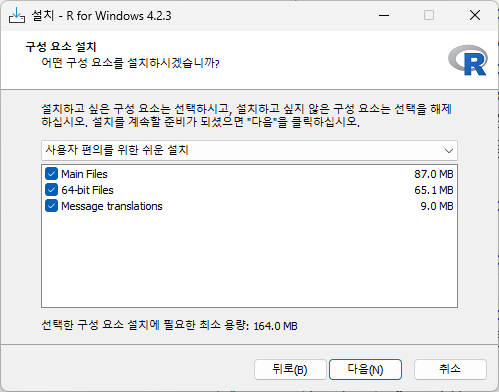 설치 - R for Windows 4.2.3
구성 요소 설치
어떤 구성 요소를 설치하시겠습니까?
R
설치하고 싶은 구성 요소는 선택하시고, 설치하고 싶지 않은 구성 요소는 선택을 해제
하십시오. 설치를 계속할 준비가 되셨으면 "다음"을 클릭하십시오.
사용자 편의를 위한 쉬운 설치
Main Files 87.0 MB
64-bit Files 65.1 MB
Message translations 9.0 MB
선택한 구성 요소 설치에 필요한 최소 용량: 164.0 MB
뒤로(B) 다음(N) 취소